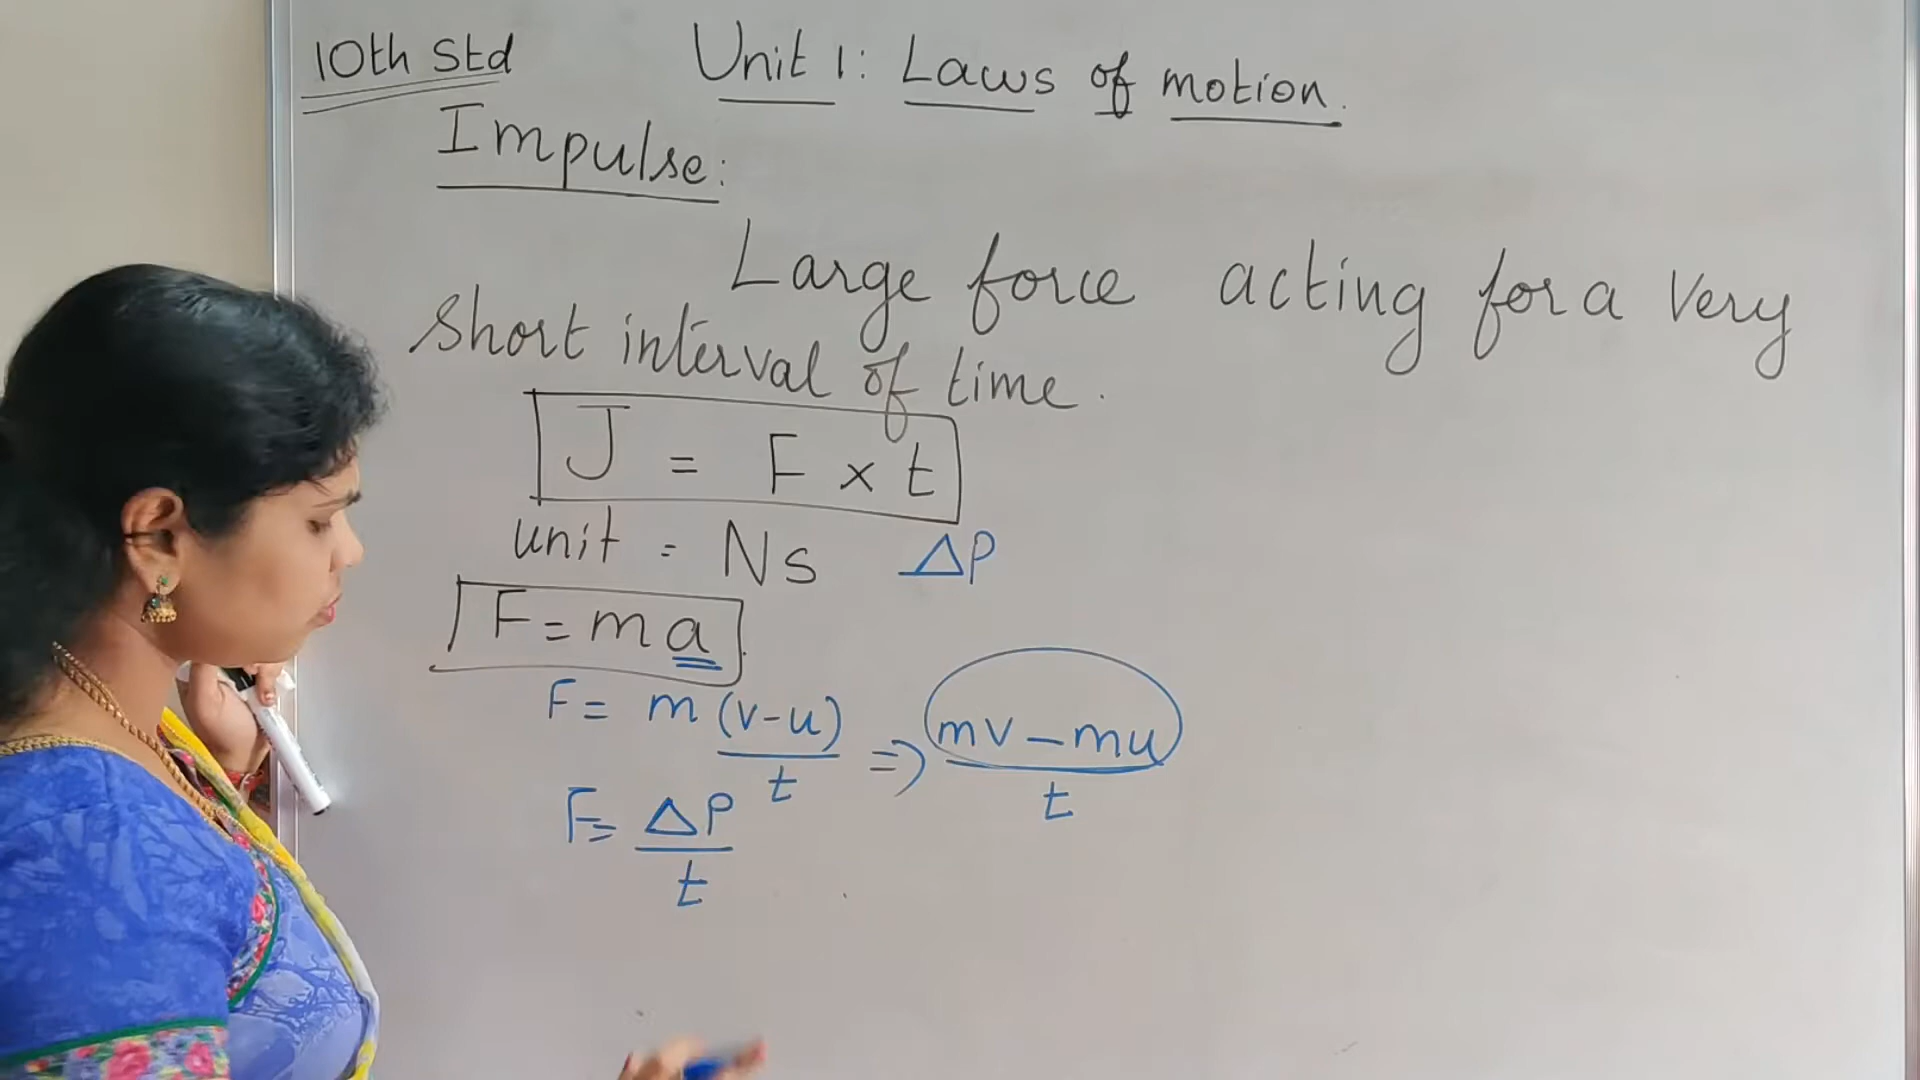 10th Std
Unit 1: Laws of motion.
Impulse:
Large force acting for a very
short interval of time.
J = F × t
unit = Ns ΔP
F = ma
F = m (v-u)/t => mv - mu/t
F = ΔP/t